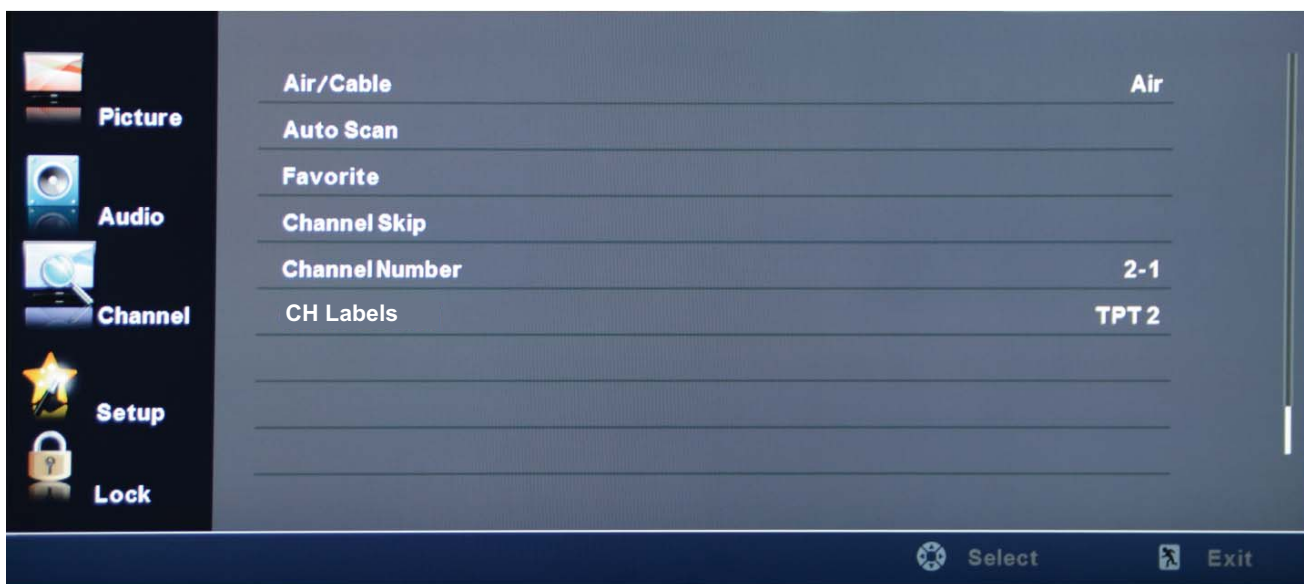 Picture
Audio
Channel
Setup
Lock
Air/Cable Air
Auto Scan
Favorite
Channel Skip
Channel Number 2-1
CH Labels TPT 2
Select Exit